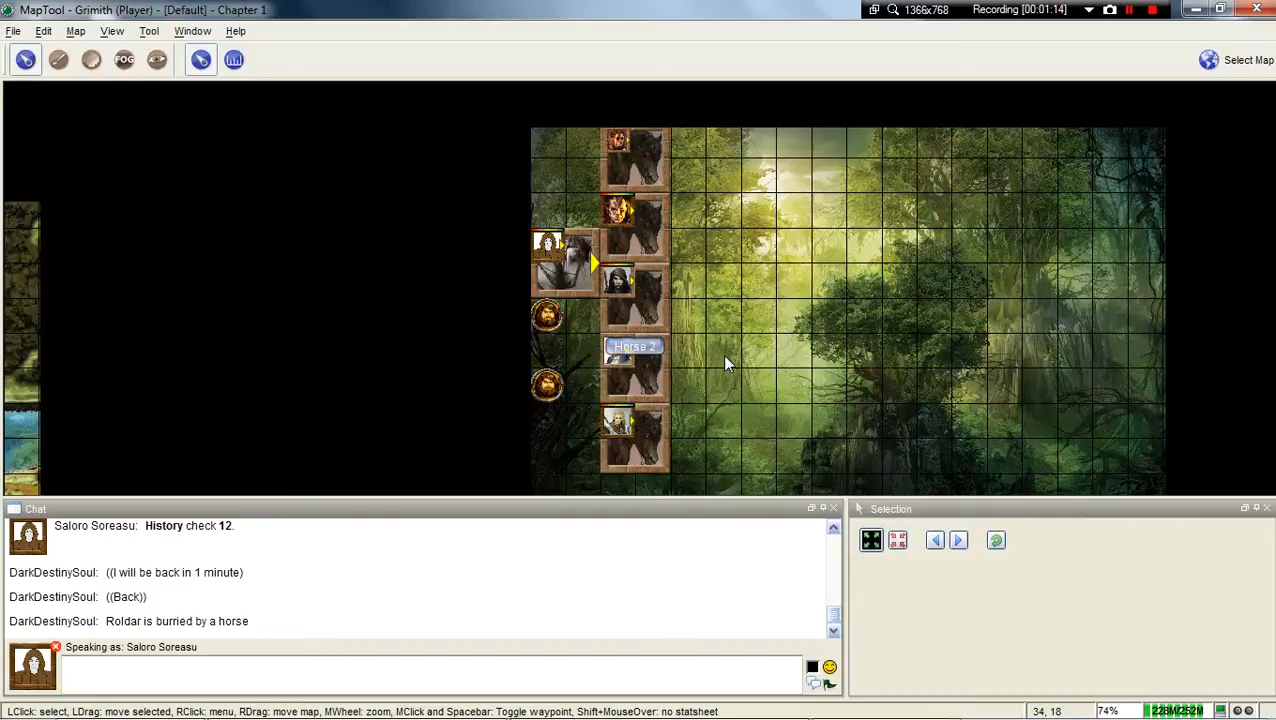 MapTool - Grimith (Player) - [Default] - Chapter 1
1366x768
Recording [00:01:14]
File Edit Map View Tool Window Help
FOG
Select Map
Horse 2
Chat
Selection
Saloro Soreasu: History check 12.
DarkDestinySoul: ((I will be back in 1 minute)
DarkDestinySoul: ((Back))
DarkDestinySoul: Roldar is burried by a horse
Speaking as: Saloro Soreasu
LClick: select, LDrag: move selected, RClick: menu, RDrag: move map, MWheel: zoom, MClick and Spacebar: Toggle waypoint, Shift+MouseOver: no statsheet
34, 18
74%
228M/252M